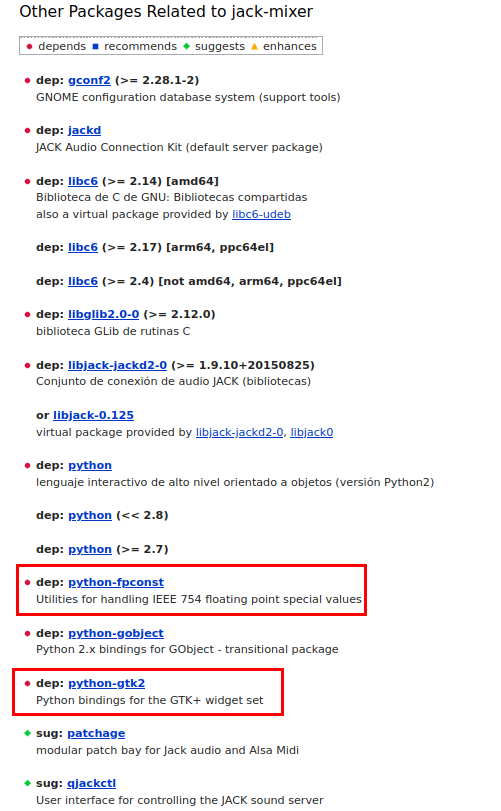 Other Packages Related to jack-mixer
depends recommends suggests enhances
dep: gconf2 (>= 2.28.1-2)
GNOME configuration database system (support tools)
dep: jackd
JACK Audio Connection Kit (default server package)
dep: libc6 (>= 2.14) [amd64]
Biblioteca de C de GNU: Bibliotecas compartidas
also a virtual package provided by libc6-udeb
dep: libc6 (>= 2.17) [arm64, ppc64el]
dep: libc6 (>= 2.4) [not amd64, arm64, ppc64el]
dep: libglib2.0-0 (>= 2.12.0)
biblioteca GLib de rutinas C
dep: libjack-jackd2-0 (>= 1.9.10+20150825)
Conjunto de conexión de audio JACK (bibliotecas)
or libjack-0.125
virtual package provided by libjack-jackd2-0, libjack0
dep: python
lenguaje interactivo de alto nivel orientado a objetos (versión Python2)
dep: python (<< 2.8)
dep: python (>= 2.7)
dep: python-fpconst
Utilities for handling IEEE 754 floating point special values
dep: python-gobject
Python 2.x bindings for GObject - transitional package
dep: python-gtk2
Python bindings for the GTK+ widget set
sug: patchage
modular patch bay for Jack audio and Alsa Midi
sug: qjackctl
User interface for controlling the JACK sound server